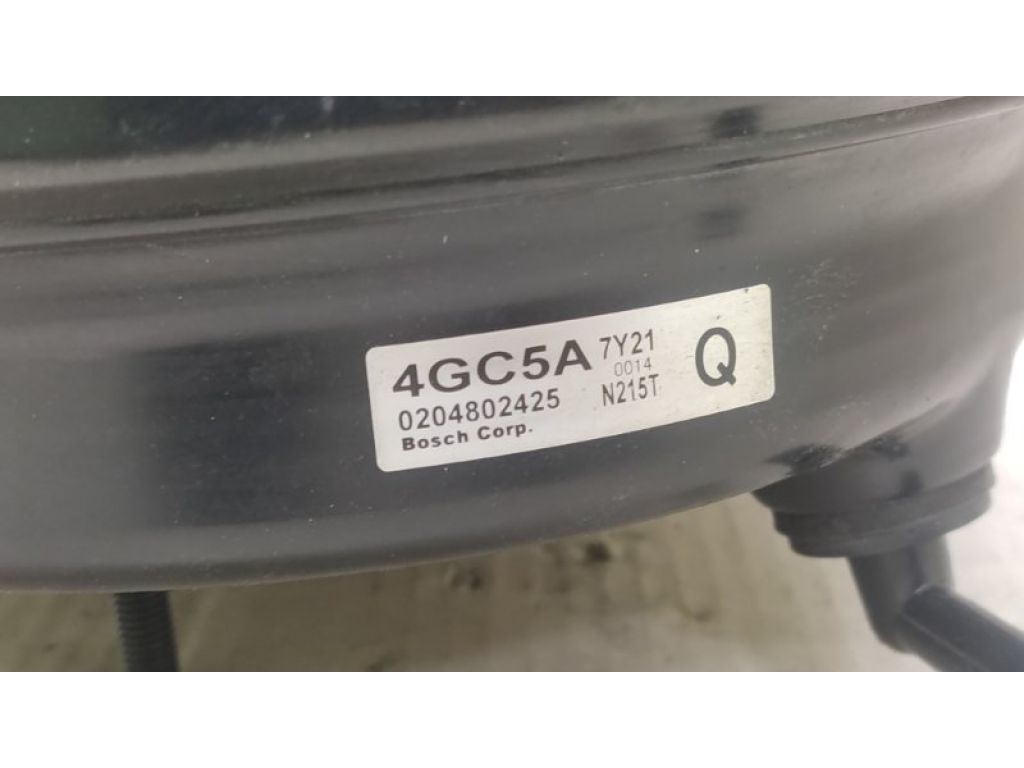 4GC5A 7Y21
0014
0204802425 N215T
Bosch Corp.
Q